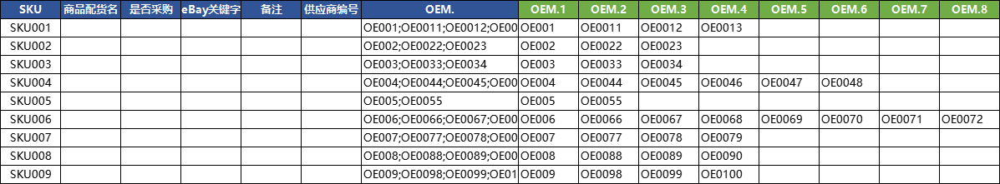 SKU 商品配货名 是否采购 eBay关键字 备注 供应商编号 OEM. OEM.1 OEM.2 OEM.3 OEM.4 OEM.5 OEM.6 OEM.7 OEM.8
SKU001 OE001;OE0011;OE0012;OE00 OE001 OE0011 OE0012 OE0013
SKU002 OE002;OE0022;OE0023 OE002 OE0022 OE0023
SKU003 OE003;OE0033;OE0034 OE003 OE0033 OE0034
SKU004 OE004;OE0044;OE0045;OE00 OE004 OE0044 OE0045 OE0046 OE0047 OE0048
SKU005 OE005;OE0055 OE005 OE0055
SKU006 OE006;OE0066;OE0067;OE00 OE006 OE0066 OE0067 OE0068 OE0069 OE0070 OE0071 OE0072
SKU007 OE007;OE0077;OE0078;OE00 OE007 OE0077 OE0078 OE0079
SKU008 OE008;OE0088;OE0089;OE00 OE008 OE0088 OE0089 OE0090
SKU009 OE009;OE0098;OE0099;OE01 OE009 OE0098 OE0099 OE0100